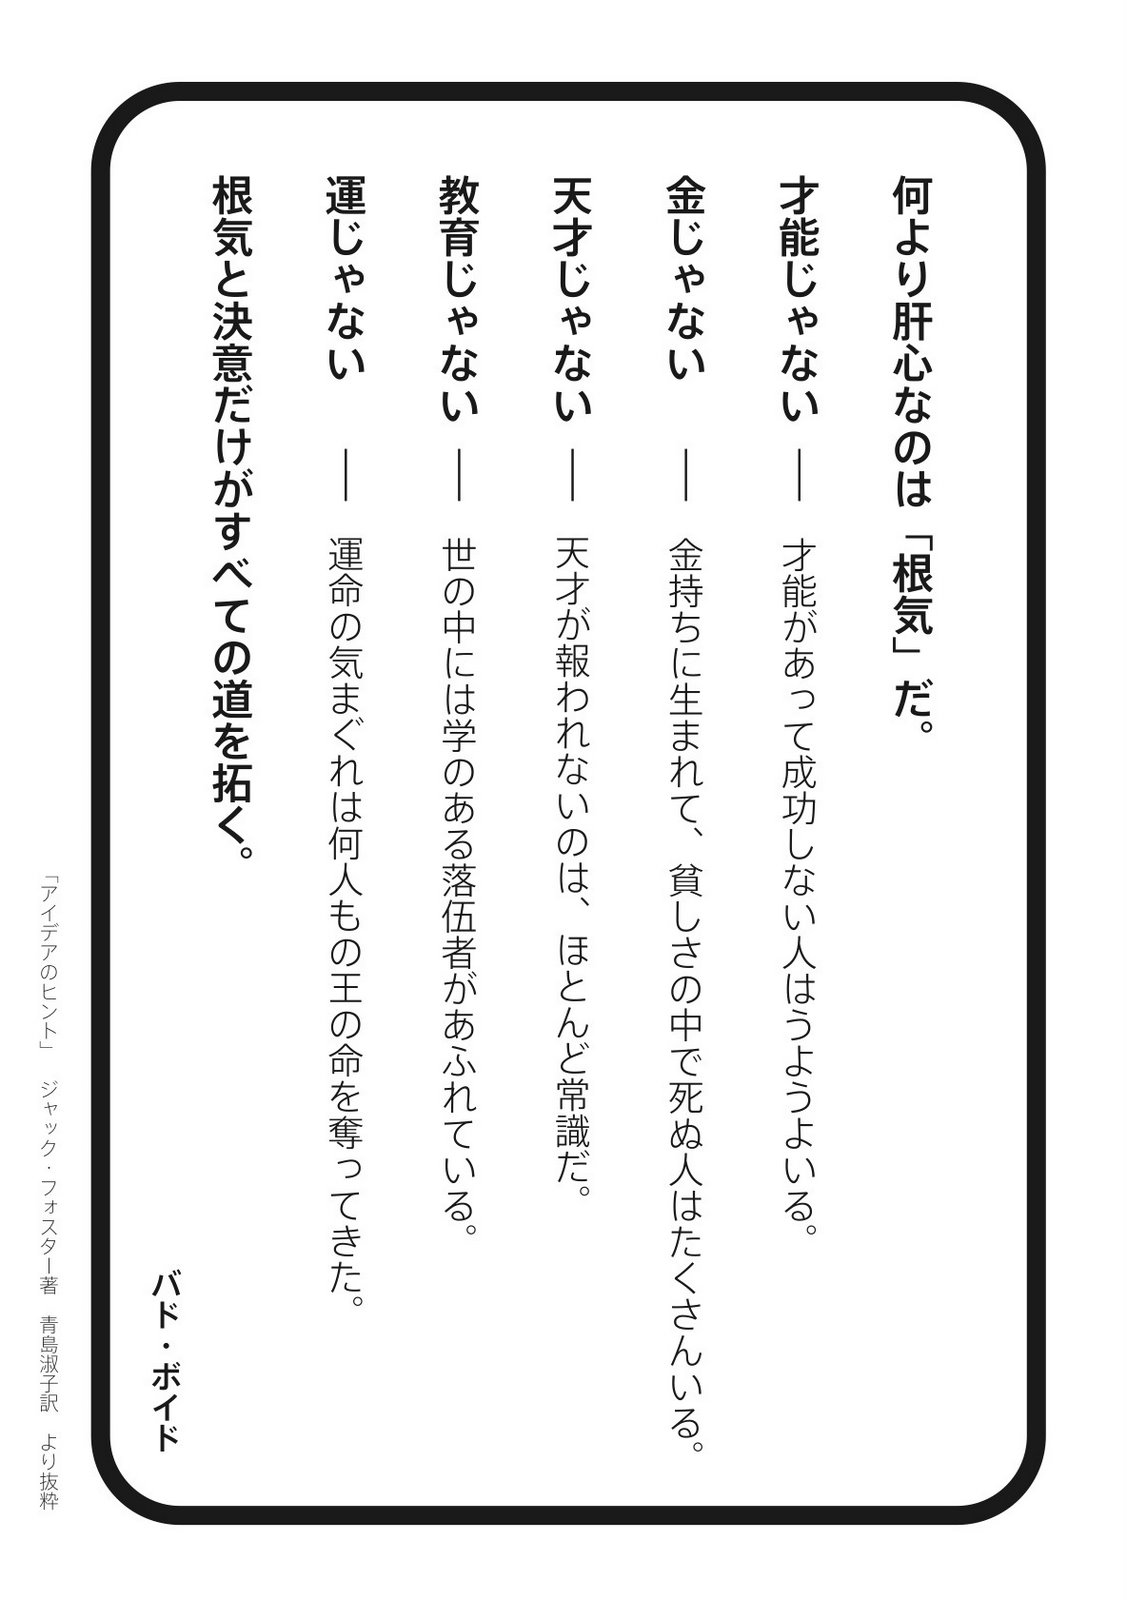 何より肝心なのは「根気」だ。
才能じゃない ― 才能があって成功しない人はうようよいる。
金じゃない ― 金持ちに生まれて、貧しさの中で死ぬ人はたくさんいる。
天才じゃない ― 天才が報われないのは、ほとんど常識だ。
教育じゃない ― 世の中には学のある落伍者があふれている。
運じゃない ― 運命の気まぐれは何人もの王の命を奪ってきた。
根気と決意だけがすべての道を拓く。
バド・ボイド
「アイデアのヒント」 ジャック・フォスター著 青島淑子訳 より抜粋